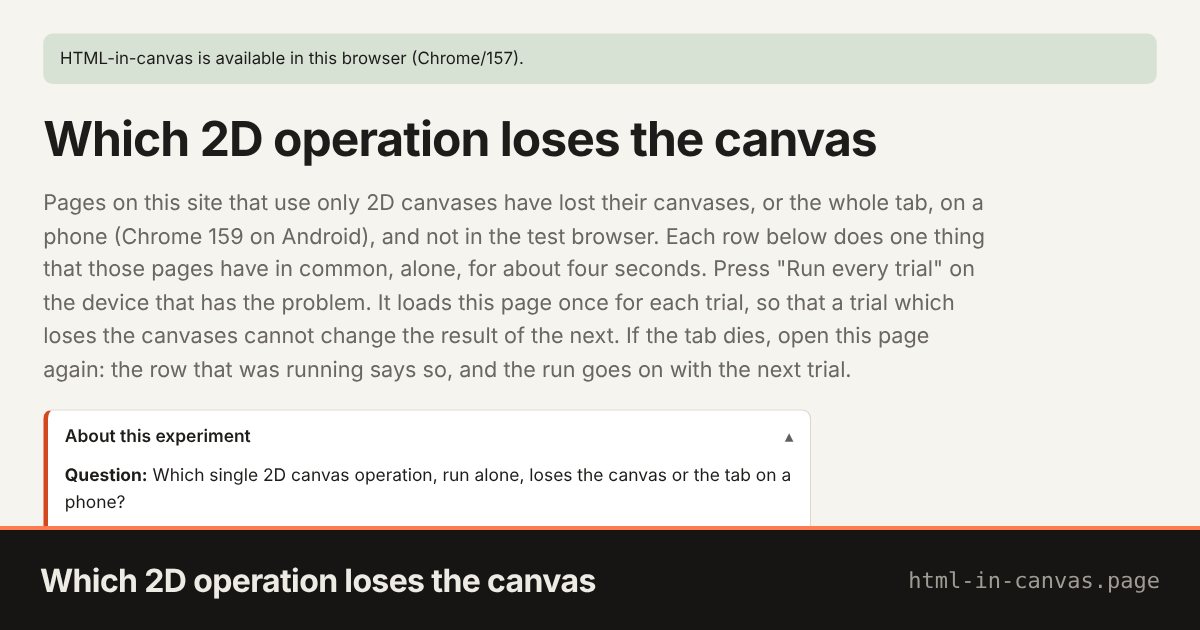 HTML-in-canvas is available in this browser (Chrome/157).
Which 2D operation loses the canvas
Pages on this site that use only 2D canvases have lost their canvases, or the whole tab, on a
phone (Chrome 159 on Android), and not in the test browser. Each row below does one thing
that those pages have in common, alone, for about four seconds. Press "Run every trial" on
the device that has the problem. It loads this page once for each trial, so that a trial which
loses the canvases cannot change the result of the next. If the tab dies, open this page
again: the row that was running says so, and the run goes on with the next trial.
About this experiment ▲
Question: Which single 2D canvas operation, run alone, loses the canvas or the tab on a
phone?
Which 2D operation loses the canvas
html-in-canvas.page